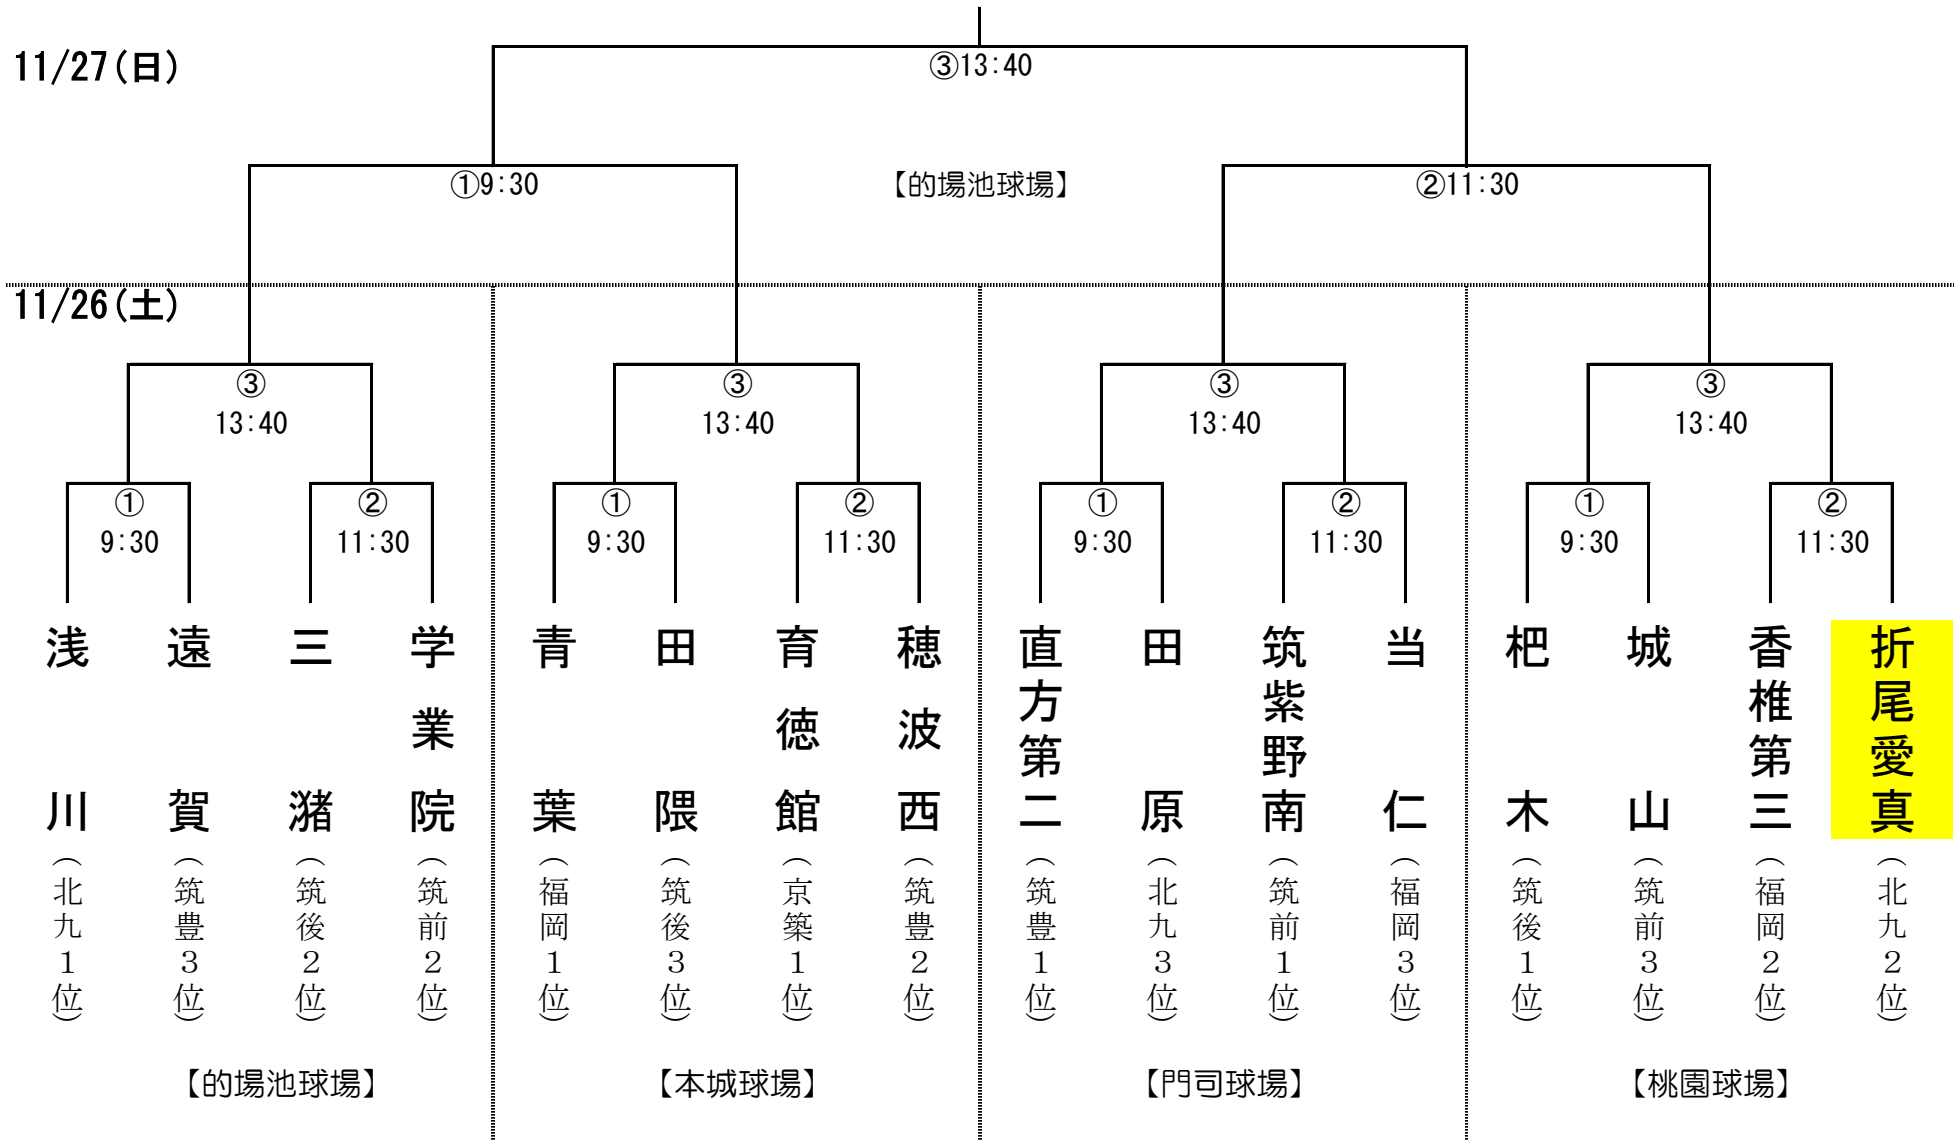 11/27(日)
③13:40
①9:30
【的場池球場】
②11:30
11/26(土)
③
13:40
③
13:40
③
13:40
③
13:40
①
9:30
②
11:30
①
9:30
②
11:30
①
9:30
②
11:30
①
9:30
②
11:30
浅川
(北九1位)
遠賀
(筑豊3位)
三潴
(筑後2位)
学業院
(筑前2位)
青葉
(福岡1位)
田隈
(筑後3位)
育徳館
(京築1位)
穂波西
(筑豊2位)
直方第二
(筑豊1位)
田原
(北九3位)
筑紫野南
(筑前1位)
当仁
(福岡3位)
杷木
(筑後1位)
城山
(筑前3位)
香椎第三
(福岡2位)
折尾愛真
(北九2位)
【的場池球場】
【本城球場】
【門司球場】
【桃園球場】